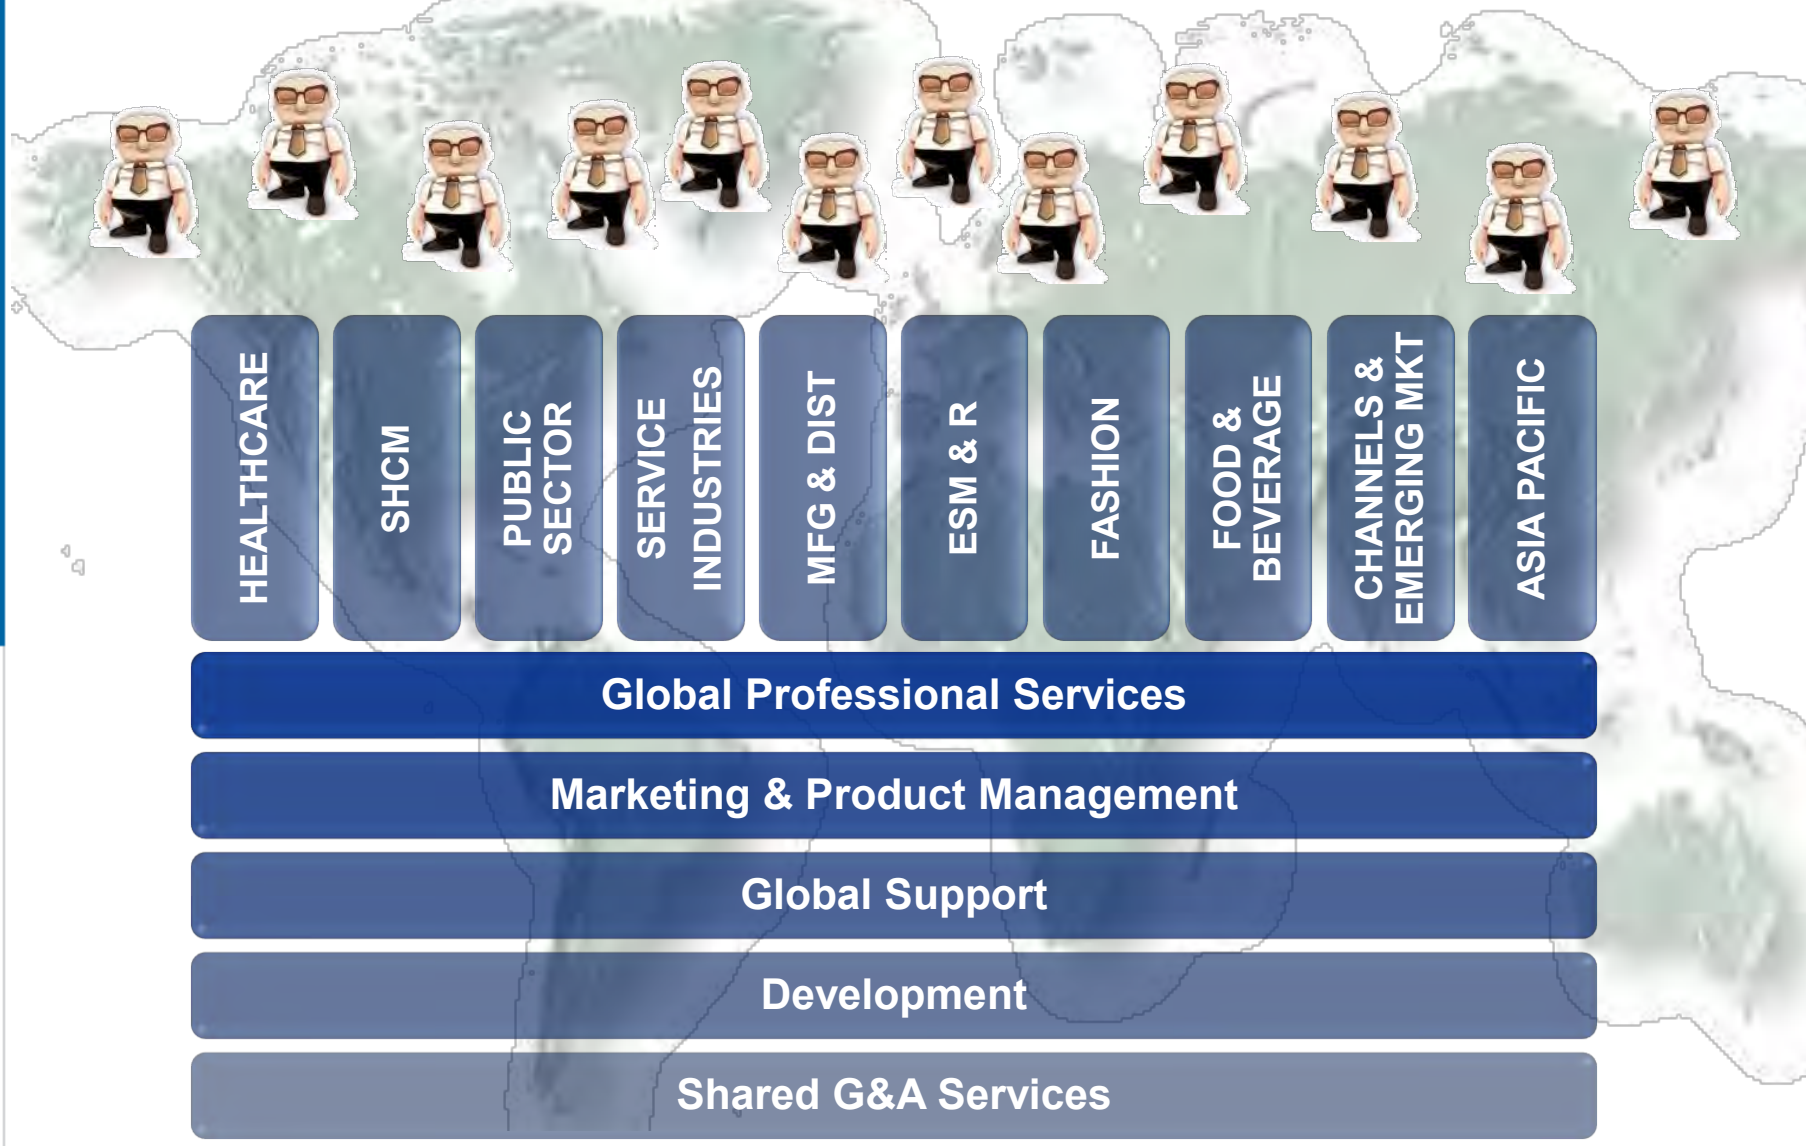 HEALTHCARE
SHCM
PUBLIC
SECTOR
SERVICE
INDUSTRIES
MFG & DIST
ESM & R
FASHION
FOOD &
BEVERAGE
CHANNELS &
EMERGING MKT
ASIA PACIFIC
Global Professional Services
Marketing & Product Management
Global Support
Development
Shared G&A Services